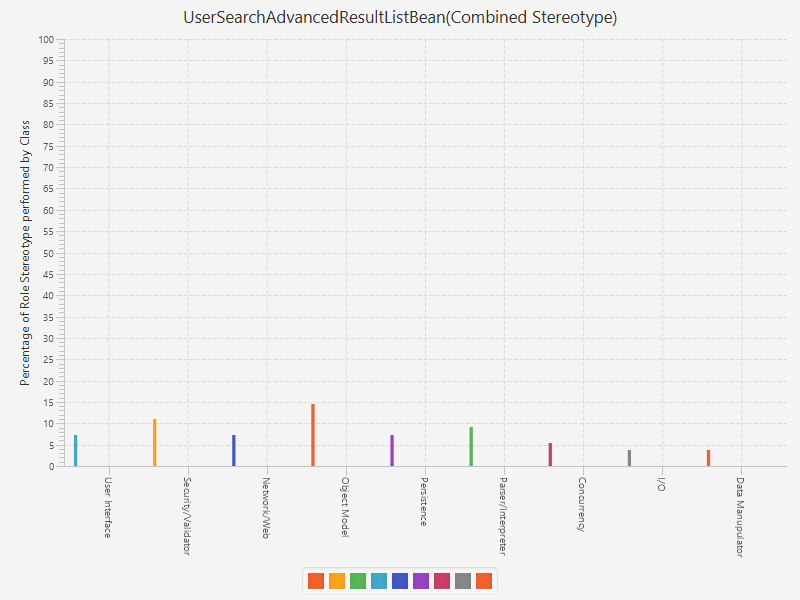 UserSearchAdvancedResultListBean(Combined Stereotype)
Percentage of Role Stereotype performed by Class
100
95
90
85
80
75
70
65
60
55
50
45
40
35
30
25
20
15
10
5
0
User Interface
Security/Validator
Network/Web
Object Model
Persistence
Parser/Interpreter
Concurrency
I/O
Data Manupulator